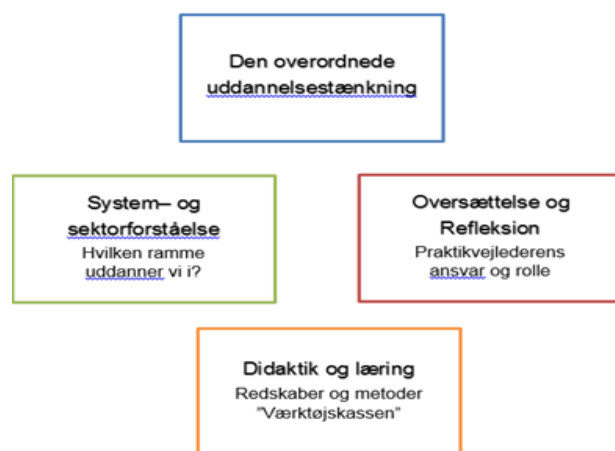 Den overordnede
uddannelsestænkning
System– og
sektorforståelse
Hvilken ramme
uddanner vi i?
Oversættelse og
Refleksion
Praktikvejlederens
ansvar og rolle
Didaktik og læring
Redskaber og metoder
”Værktøjskassen”